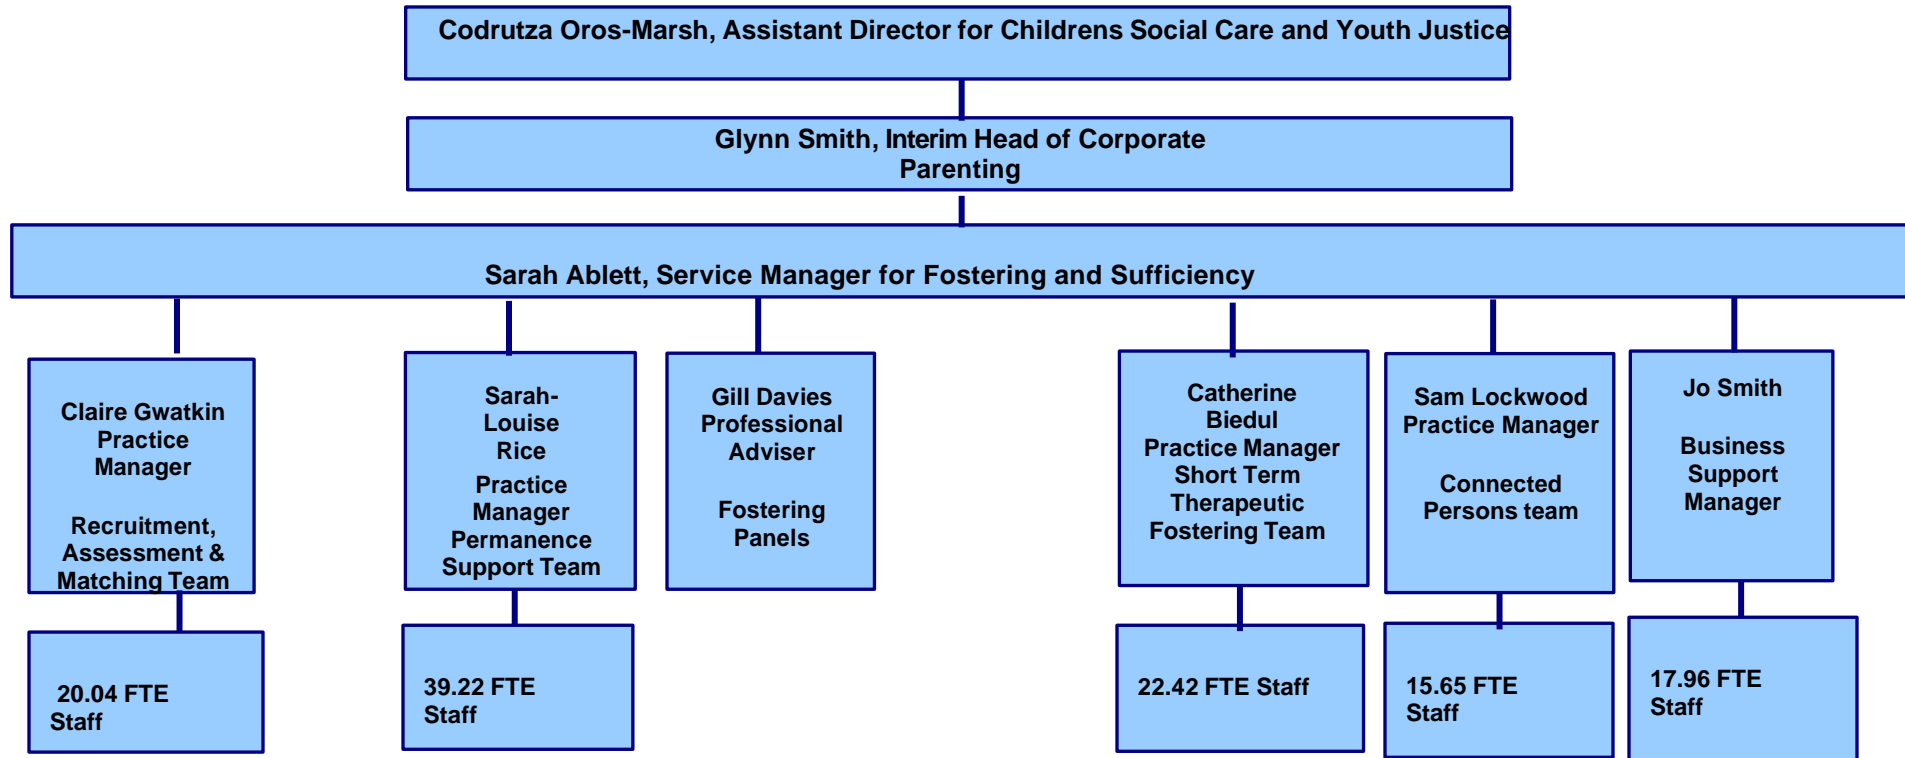 Codrutza Oros-Marsh, Assistant Director for Childrens Social Care and Youth Justice
Glynn Smith, Interim Head of Corporate
Parenting
Sarah Ablett, Service Manager for Fostering and Sufficiency
Claire Gwatkin
Practice
Manager
Recruitment,
Assessment &
Matching Team
Sarah-
Louise
Rice
Practice
Manager
Permanence
Support Team
Gill Davies
Professional
Adviser
Fostering
Panels
Catherine
Biedul
Practice Manager
Short Term
Therapeutic
Fostering Team
Sam Lockwood
Practice Manager
Connected
Persons team
Jo Smith
Business
Support
Manager
20.04 FTE
Staff
39.22 FTE
Staff
22.42 FTE Staff
15.65 FTE
Staff
17.96 FTE
Staff